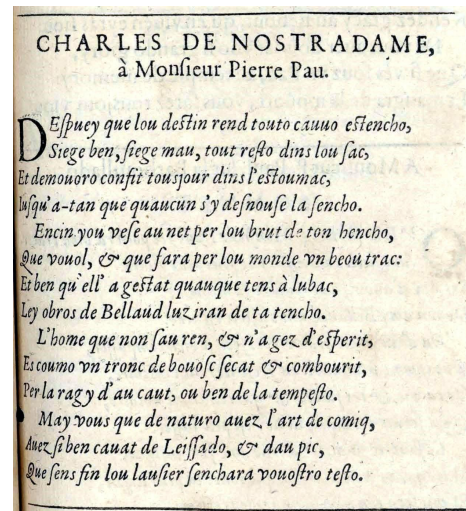 CHARLES DE NOSTRADAME,
à Monsieur Pierre Pau.
DEſpuey que lou deſtin rend touto cauuo eſtencho,
Siege ben, ſiege mau, tout reſto dins lou ſac,
Et demouoro confit touſjour dins l'eſtoumac,
Iuſqu'a-tan que quaucun s'y deſnouſe la ſencho.
Encin you veſe au net per lou brut de ton hencho,
Que vouol, & que fara per lou monde vn beou trac:
Et ben qu'ell' a geſtat quauque tens à lubac,
Ley obros de Bellaud luziran de ta tencho.
L'home que non ſau ren, & n'a gez d'eſperit,
Es coumo vn tronc de bouoſc ſecat & combourit,
Per la rag y d'au caut, ou ben de la tempeſto.
May vous que de naturo auez l'art de comiq,
Auez ſi ben cauat de Leiſſado, & dau pic,
Que ſens fin lou lauſier ſenchara vouoſtro teſto.